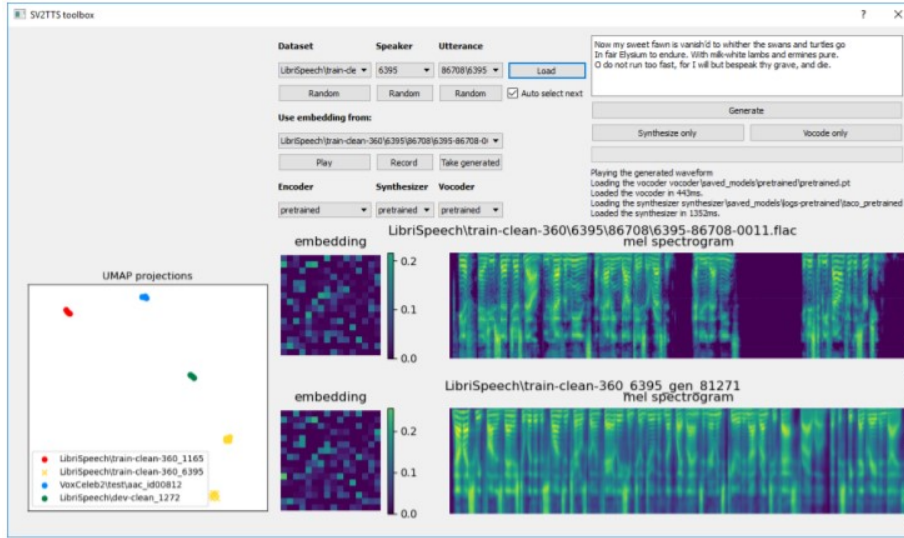 SV2TTS toolbox
? ×
Dataset Speaker Utterance
LibriSpeech\train-cle 6395 86708\6395 Load
Random Random Random Auto select next
Use embedding from:
LibriSpeech\train-clean-360\6395\86708\6395-86708-0
Play Record Take generated
Encoder Synthesizer Vocoder
pretrained pretrained pretrained
Now my sweet fawn is vanish'd to whither the swans and turtles go
In fair Elysium to endure. With milk-white lambs and ermines pure.
O do not run too fast, for I will but bespeak thy grave, and die.
Generate
Synthesize only Vocode only
Playing the generated waveform
Loading the vocoder vocoder\saved_models\pretrained\pretrained.pt
Loaded the vocoder in 443ms.
Loading the synthesizer synthesizer\saved_models\logs-pretrained\taco_pretrained
Loaded the synthesizer in 1352ms.
LibriSpeech\train-clean-360\6395\86708\6395-86708-0011.flac
embedding mel spectrogram
0.2
0.1
0.0
LibriSpeech\train-clean-360_6395_gen_81271
embedding mel spectrogram
0.2
0.1
0.0
UMAP projections
LibriSpeech\train-clean-360_1165
LibriSpeech\train-clean-360_6395
VoxCeleb2\test\aac_id00812
LibriSpeech\dev-clean_1272